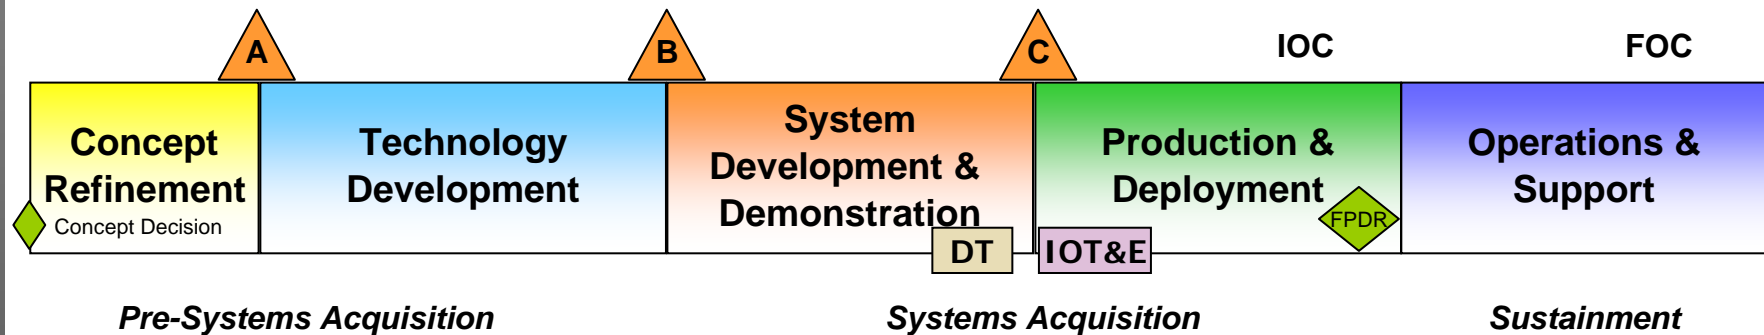 A
B
C
IOC
FOC
Concept
Refinement
Concept Decision
Technology
Development
System
Development &
Demonstration
DT
IOT&E
Production &
Deployment
FPDR
Operations &
Support
Pre-Systems Acquisition
Systems Acquisition
Sustainment